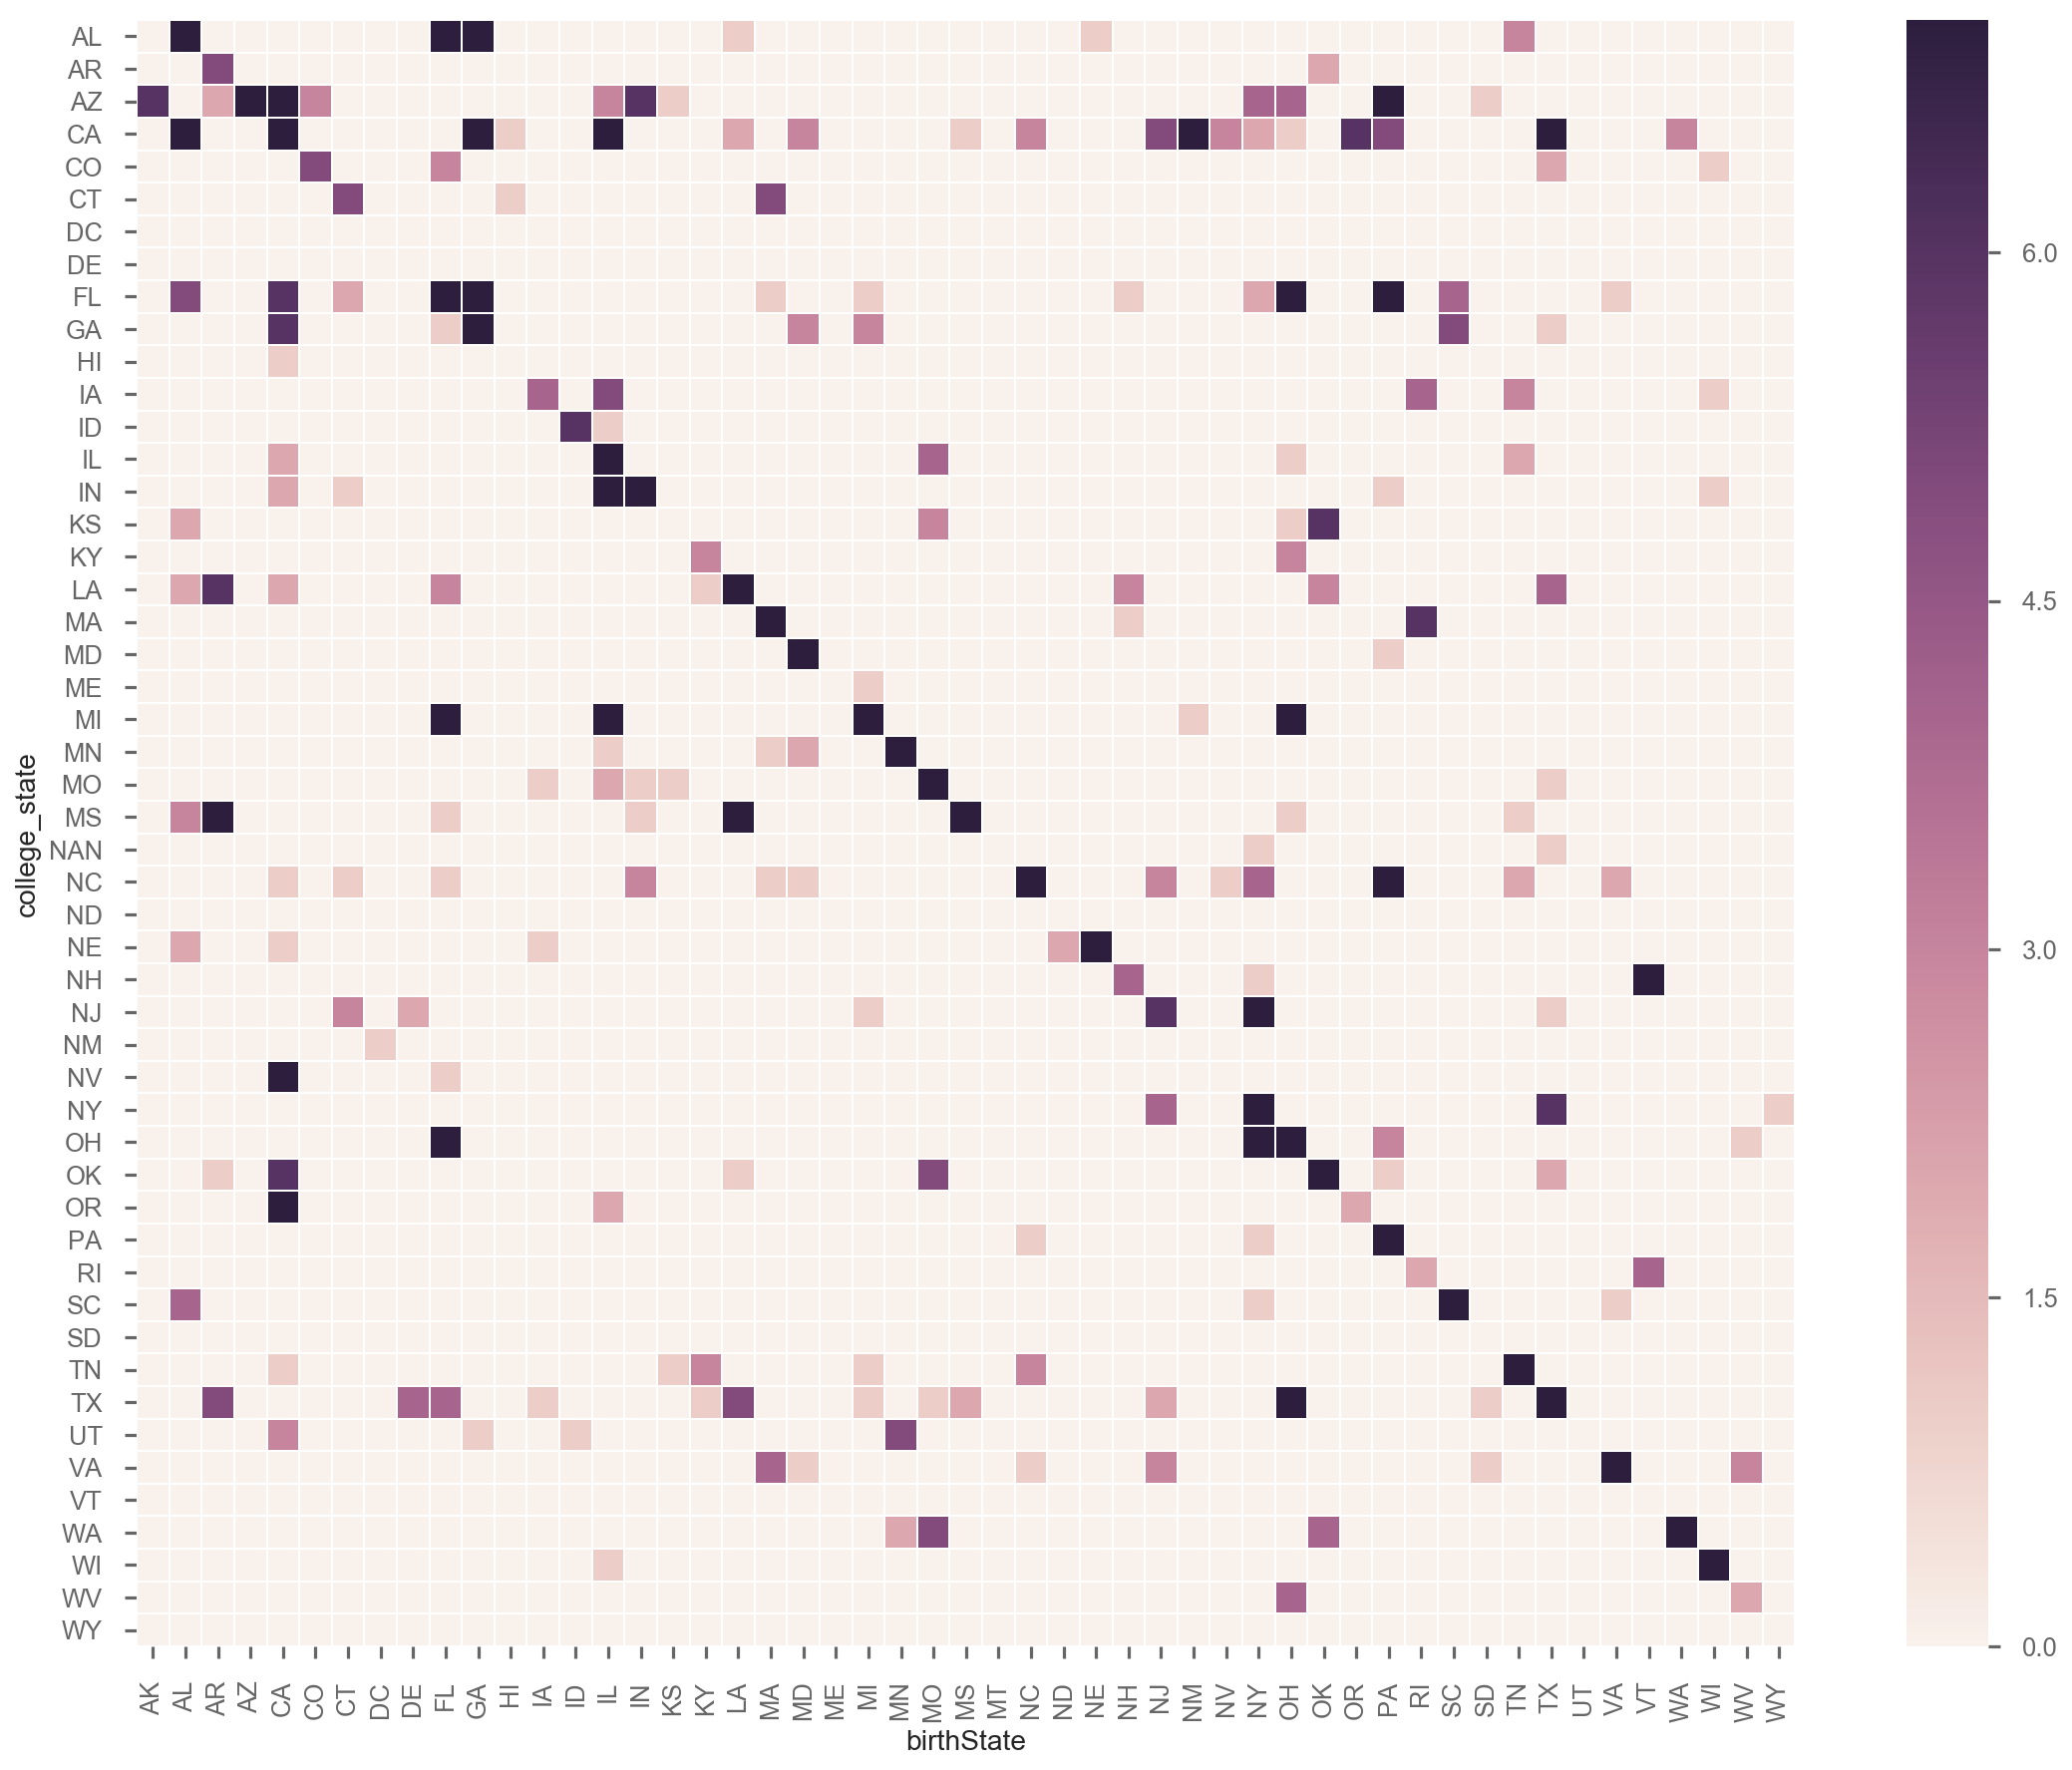 college_state
AL
AR
AZ
CA
CO
CT
DC
DE
FL
GA
HI
IA
ID
IL
IN
KS
KY
LA
MA
MD
ME
MI
MN
MO
MS
NAN
NC
ND
NE
NH
NJ
NM
NV
NY
OH
OK
OR
PA
RI
SC
SD
TN
TX
UT
VA
VT
WA
WI
WV
WY
AK AL AR AZ CA CO CT DC DE FL GA HI IA ID IL IN KS KY LA MA MD ME MI MN MO MS MT NC ND NE NH NJ NM NV NY OH OK OR PA RI SC SD TN TX UT VA VT WA WI WV WY
birthState
6.0
4.5
3.0
1.5
0.0